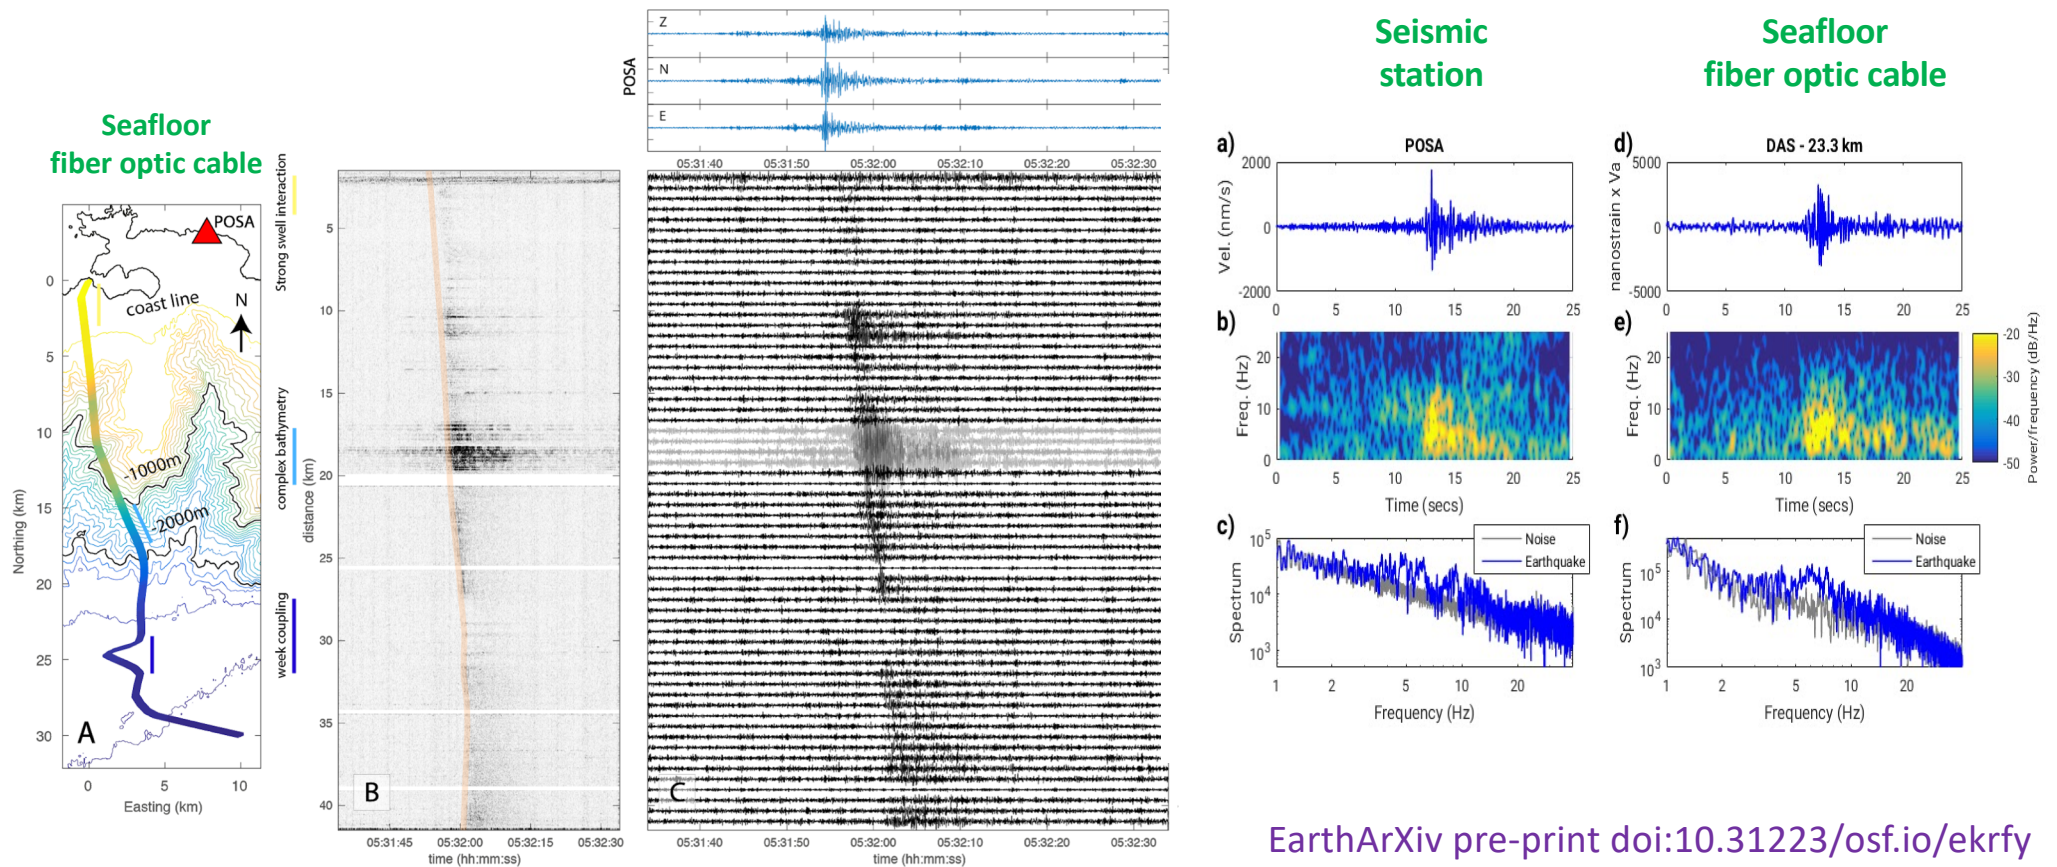 Seafloor
fiber optic cable
POSA
coast line
N
-1000m
-2000m
A
0
5
10
15
20
25
30
Northing (km)
0
5
10
Easting (km)
Strong swell interaction
complex bathymetry
week coupling
5
10
15
20
25
30
35
40
distance (km)
B
05:31:45
05:32:00
05:32:15
05:32:30
time (hh:mm:ss)
POSA
Z
N
E
05:31:40
05:31:50
05:32:00
05:32:10
05:32:20
05:32:30
C
05:31:40
05:31:50
05:32:00
05:32:10
05:32:20
05:32:30
time (hh:mm:ss)
Seismic
station
a)
POSA
2000
0
-2000
Vel. (nm/s)
0
5
10
15
20
25
b)
20
10
0
Freq. (Hz)
0
5
10
15
20
25
Time (secs)
c)
Noise
Earthquake
10^5
10^4
10^3
Spectrum
1
2
5
10
20
Frequency (Hz)
Seafloor
fiber optic cable
d)
DAS - 23.3 km
5000
0
-5000
nanostrain x Va
0
5
10
15
20
25
e)
20
10
0
Freq. (Hz)
0
5
10
15
20
25
Time (secs)
-20
-30
-40
-50
Power/frequency (dB/Hz)
f)
Noise
Earthquake
10^5
10^4
10^3
Spectrum
1
2
5
10
20
Frequency (Hz)
EarthArXiv pre-print doi:10.31223/osf.io/ekrfy